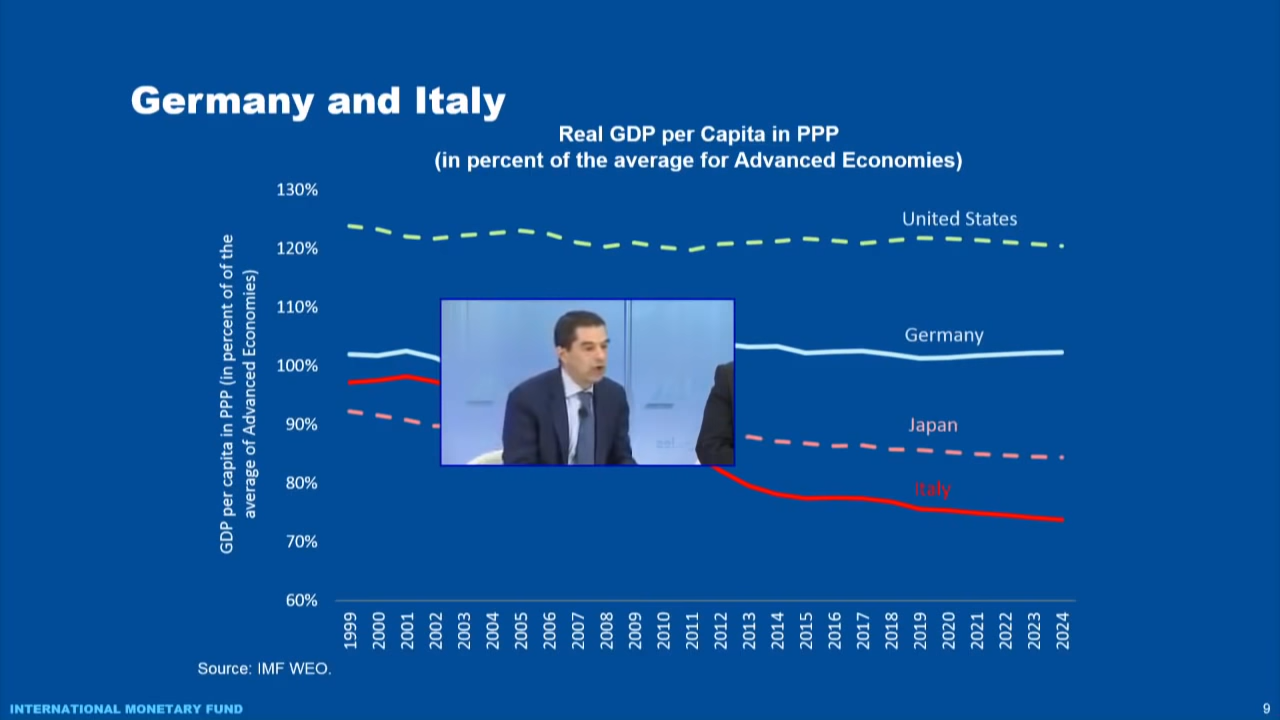 Germany and Italy
Real GDP per Capita in PPP
(in percent of the average for Advanced Economies)
GDP per capita in PPP (in percent of of the
average of Advanced Economies)
130%
120%
110%
100%
90%
80%
70%
60%
United States
Germany
Japan
Italy
1999 2000 2001 2002 2003 2004 2005 2006 2007 2008 2009 2010 2011 2012 2013 2014 2015 2016 2017 2018 2019 2020 2021 2022 2023 2024
Source: IMF WEO.
INTERNATIONAL MONETARY FUND
9